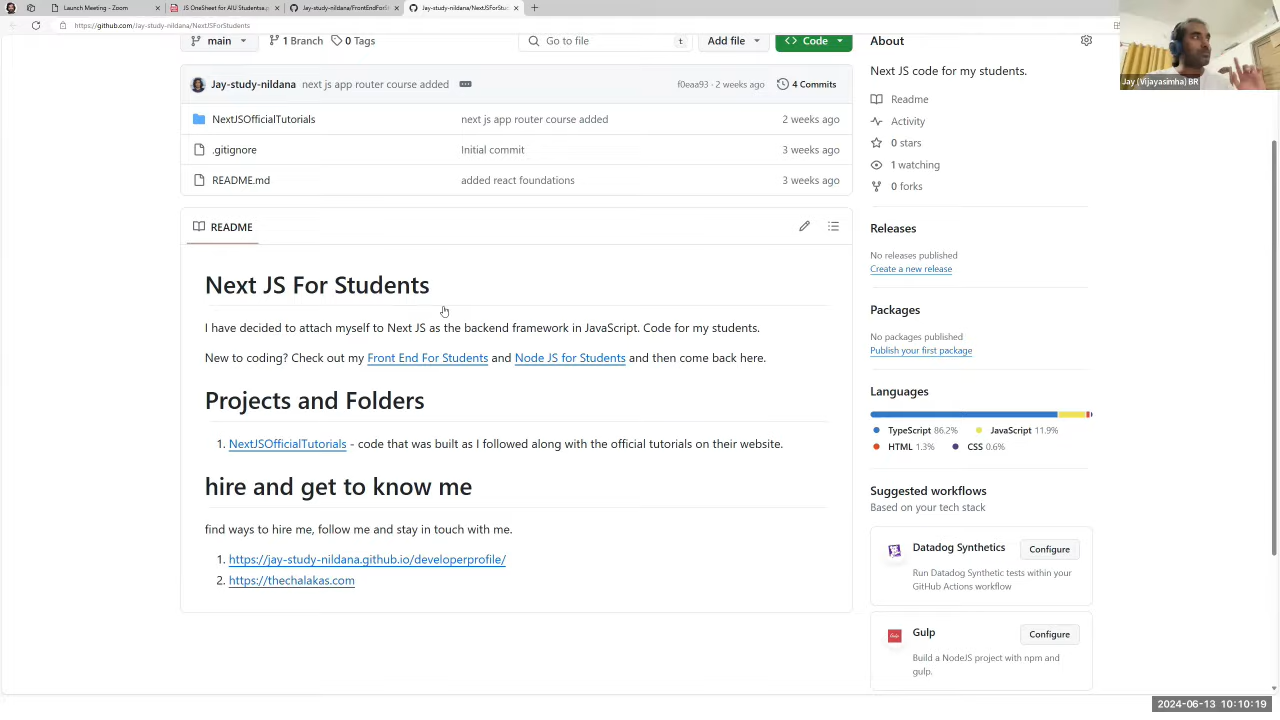 Launch Meeting - Zoom
JS OneSheet for AIU Students
Jay-study-nildana/FrontEndForS
Jay-study-nildana/NextJSForStud
https://github.com/Jay-study-nildana/NextJSForStudents
main
1 Branch
0 Tags
Go to file
t
Add file
Code
Jay-study-nildana next js app router course added
f0eaa93 · 2 weeks ago
4 Commits
NextJSOfficialTutorials
next js app router course added
2 weeks ago
.gitignore
Initial commit
3 weeks ago
README.md
added react foundations
3 weeks ago
README
Next JS For Students
I have decided to attach myself to Next JS as the backend framework in JavaScript. Code for my students.
New to coding? Check out my Front End For Students and Node JS for Students and then come back here.
Projects and Folders
1. NextJSOfficialTutorials - code that was built as I followed along with the official tutorials on their website.
hire and get to know me
find ways to hire me, follow me and stay in touch with me.
1. https://jay-study-nildana.github.io/developerprofile/
2. https://thechalakas.com
About
Next JS code for my students.
Readme
Activity
0 stars
1 watching
0 forks
Releases
No releases published
Create a new release
Packages
No packages published
Publish your first package
Languages
TypeScript 86.2%
JavaScript 11.9%
HTML 1.3%
CSS 0.6%
Suggested workflows
Based on your tech stack
Datadog Synthetics
Configure
Run Datadog Synthetic tests within your
GitHub Actions workflow
Gulp
Configure
Build a NodeJS project with npm and
gulp.
Jay (Vijayasimha) BR
2024-06-13 10:10:19